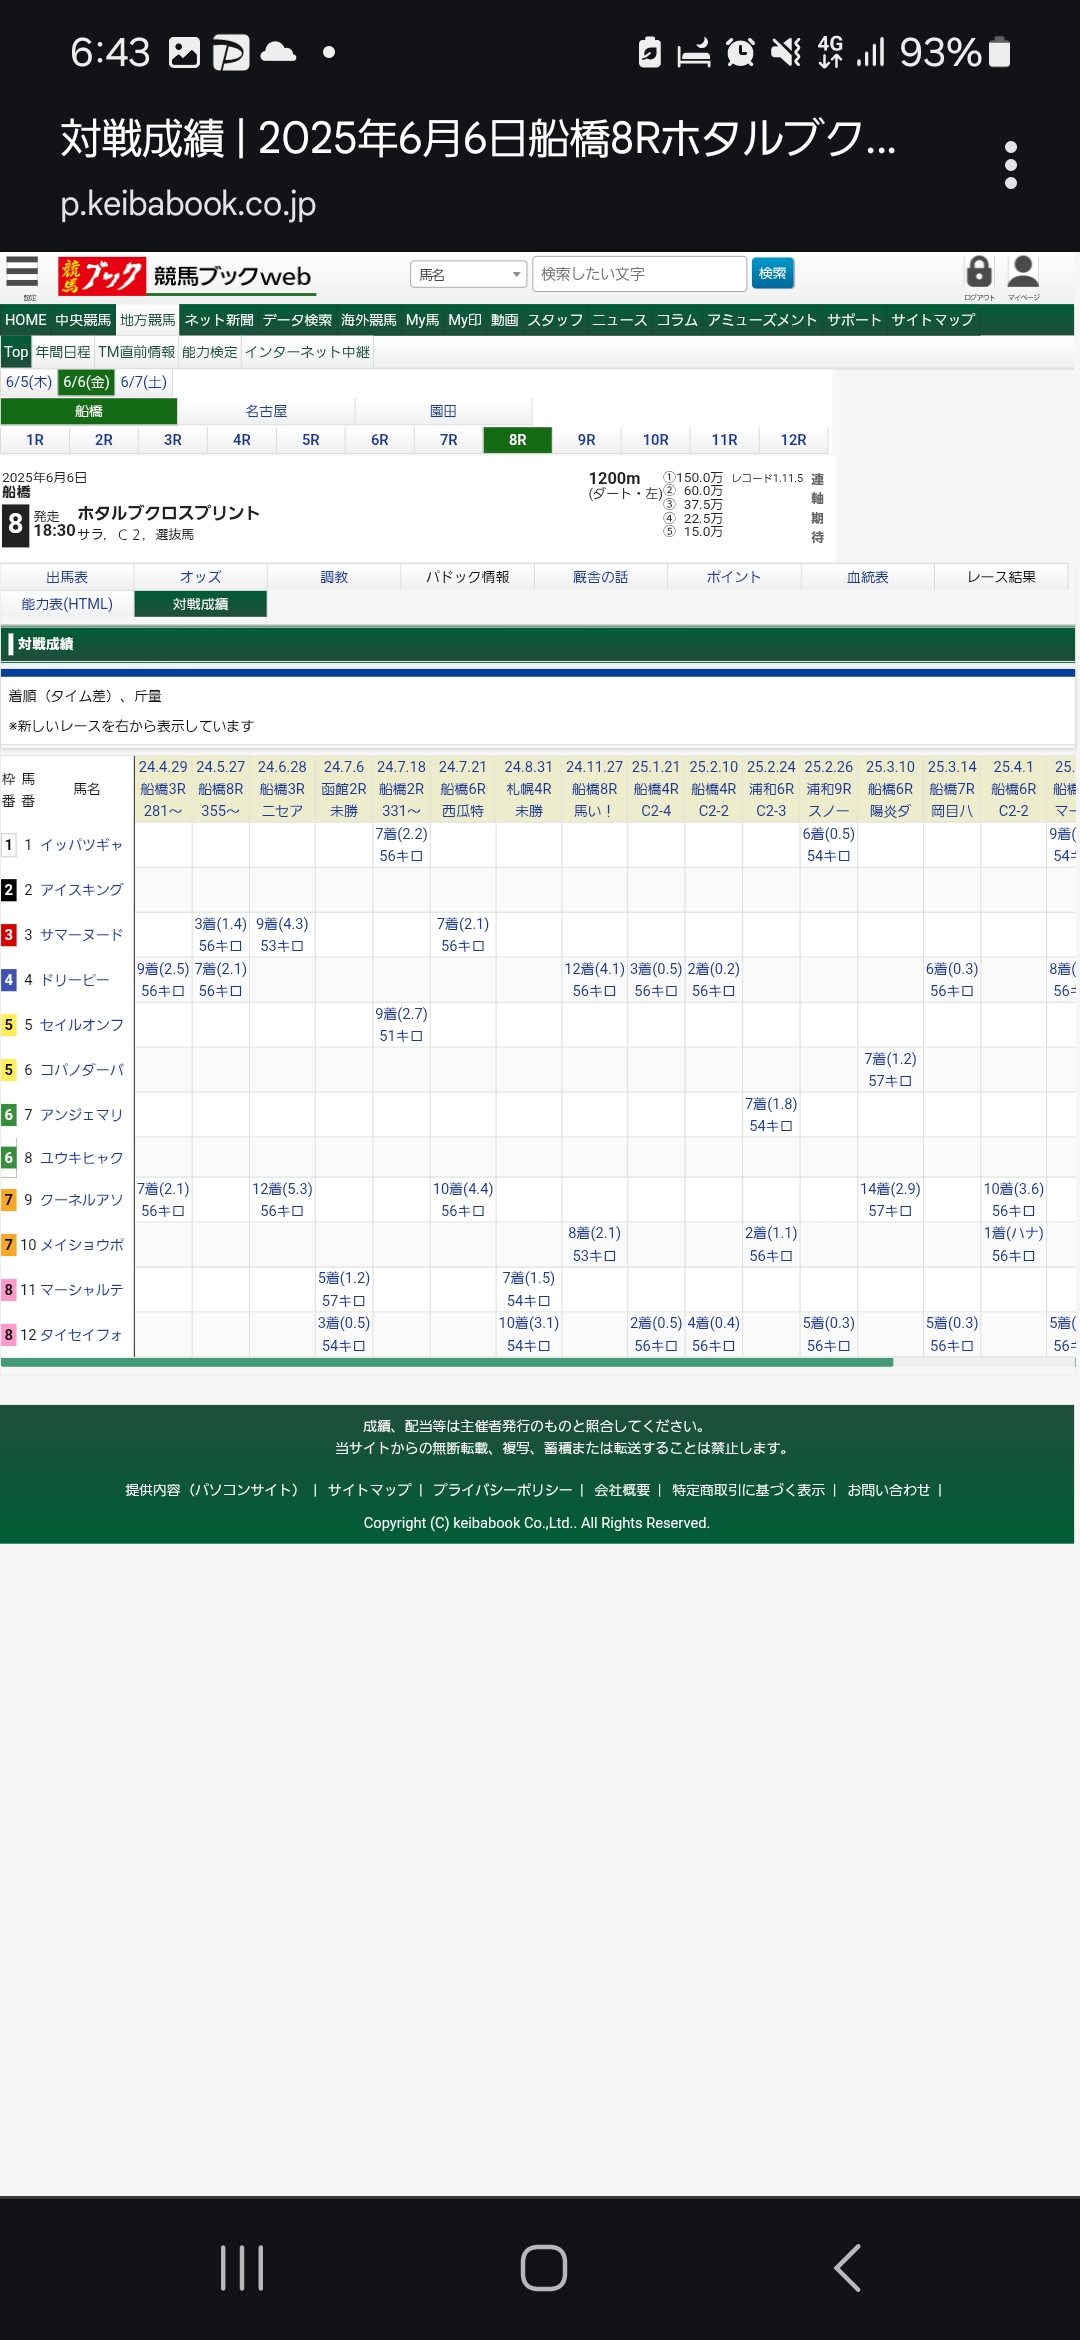 6:43 4G 93%
対戦成績 | 2025年6月6日船橋8Rホタルブク...
p.keibabook.co.jp
設定 競馬ブック 競馬ブックweb 馬名 検索したい文字 検索 ログアウト マイページ
HOME 中央競馬 地方競馬 ネット新聞 データ検索 海外競馬 My馬 My印 動画 スタッフ ニュース コラム アミューズメント サポート サイトマップ
Top 年間日程 TM直前情報 能力検定 インターネット中継
6/5(木) 6/6(金) 6/7(土)
船橋 名古屋 園田
1R 2R 3R 4R 5R 6R 7R 8R 9R 10R 11R 12R
2025年6月6日
船橋
8 発走 18:30
ホタルブクロスプリント
サラ, C2, 選抜馬
1200m
(ダート・左)
①150.0万
② 60.0万
③ 37.5万
④ 22.5万
⑤ 15.0万
レコード1.11.5
連軸期待
出馬表 オッズ 調教 パドック情報 厩舎の話 ポイント 血統表 レース結果
能力表(HTML) 対戦成績
対戦成績
着順（タイム差）、斤量
※新しいレースを右から表示しています
枠番 馬番 馬名
24.4.29 24.5.27 24.6.28 24.7.6 24.7.18 24.7.21 24.8.31 24.11.27 25.1.21 25.2.10 25.2.24 25.2.26 25.3.10 25.3.14 25.4.1 25.
船橋3R 船橋8R 船橋3R 函館2R 船橋2R 船橋6R 札幌4R 船橋8R 船橋4R 船橋4R 浦和6R 浦和9R 船橋6R 船橋7R 船橋6R 船橋
281～ 355～ ニセア 未勝 331～ 西瓜特 未勝 馬い！ C2-4 C2-2 C2-3 スノー 陽炎ダ 岡目八 C2-2 マー
1 1 イッパツギャ 7着(2.2) 6着(0.5) 9着(
56キロ 54キロ 54キ
2 2 アイスキング
3 3 サマーヌード 3着(1.4) 9着(4.3) 7着(2.1)
56キロ 53キロ 56キロ
4 4 ドリーピー 9着(2.5) 7着(2.1) 12着(4.1) 3着(0.5) 2着(0.2) 6着(0.3) 8着(
56キロ 56キロ 56キロ 56キロ 56キロ 56キロ 56キ
5 5 セイルオンフ 9着(2.7)
51キロ
5 6 コパノダーバ 7着(1.2)
57キロ
6 7 アンジェマリ 7着(1.8)
54キロ
6 8 ユウキヒャク
7 9 クーネルアソ 7着(2.1) 12着(5.3) 10着(4.4) 14着(2.9) 10着(3.6)
56キロ 56キロ 56キロ 57キロ 56キロ
7 10 メイショウポ 8着(2.1) 2着(1.1) 1着(ハナ)
53キロ 56キロ 56キロ
8 11 マーシャルテ 5着(1.2) 7着(1.5)
57キロ 54キロ
8 12 タイセイフォ 3着(0.5) 10着(3.1) 2着(0.5) 4着(0.4) 5着(0.3) 5着(0.3) 5着(
54キロ 54キロ 56キロ 56キロ 56キロ 56キロ 56キ
成績、配当等は主催者発行のものと照合してください。
当サイトからの無断転載、複写、蓄積または転送することは禁止します。
提供内容（パソコンサイト） | サイトマップ | プライバシーポリシー | 会社概要 | 特定商取引に基づく表示 | お問い合わせ |
Copyright (C) keibabook Co.,Ltd.. All Rights Reserved.